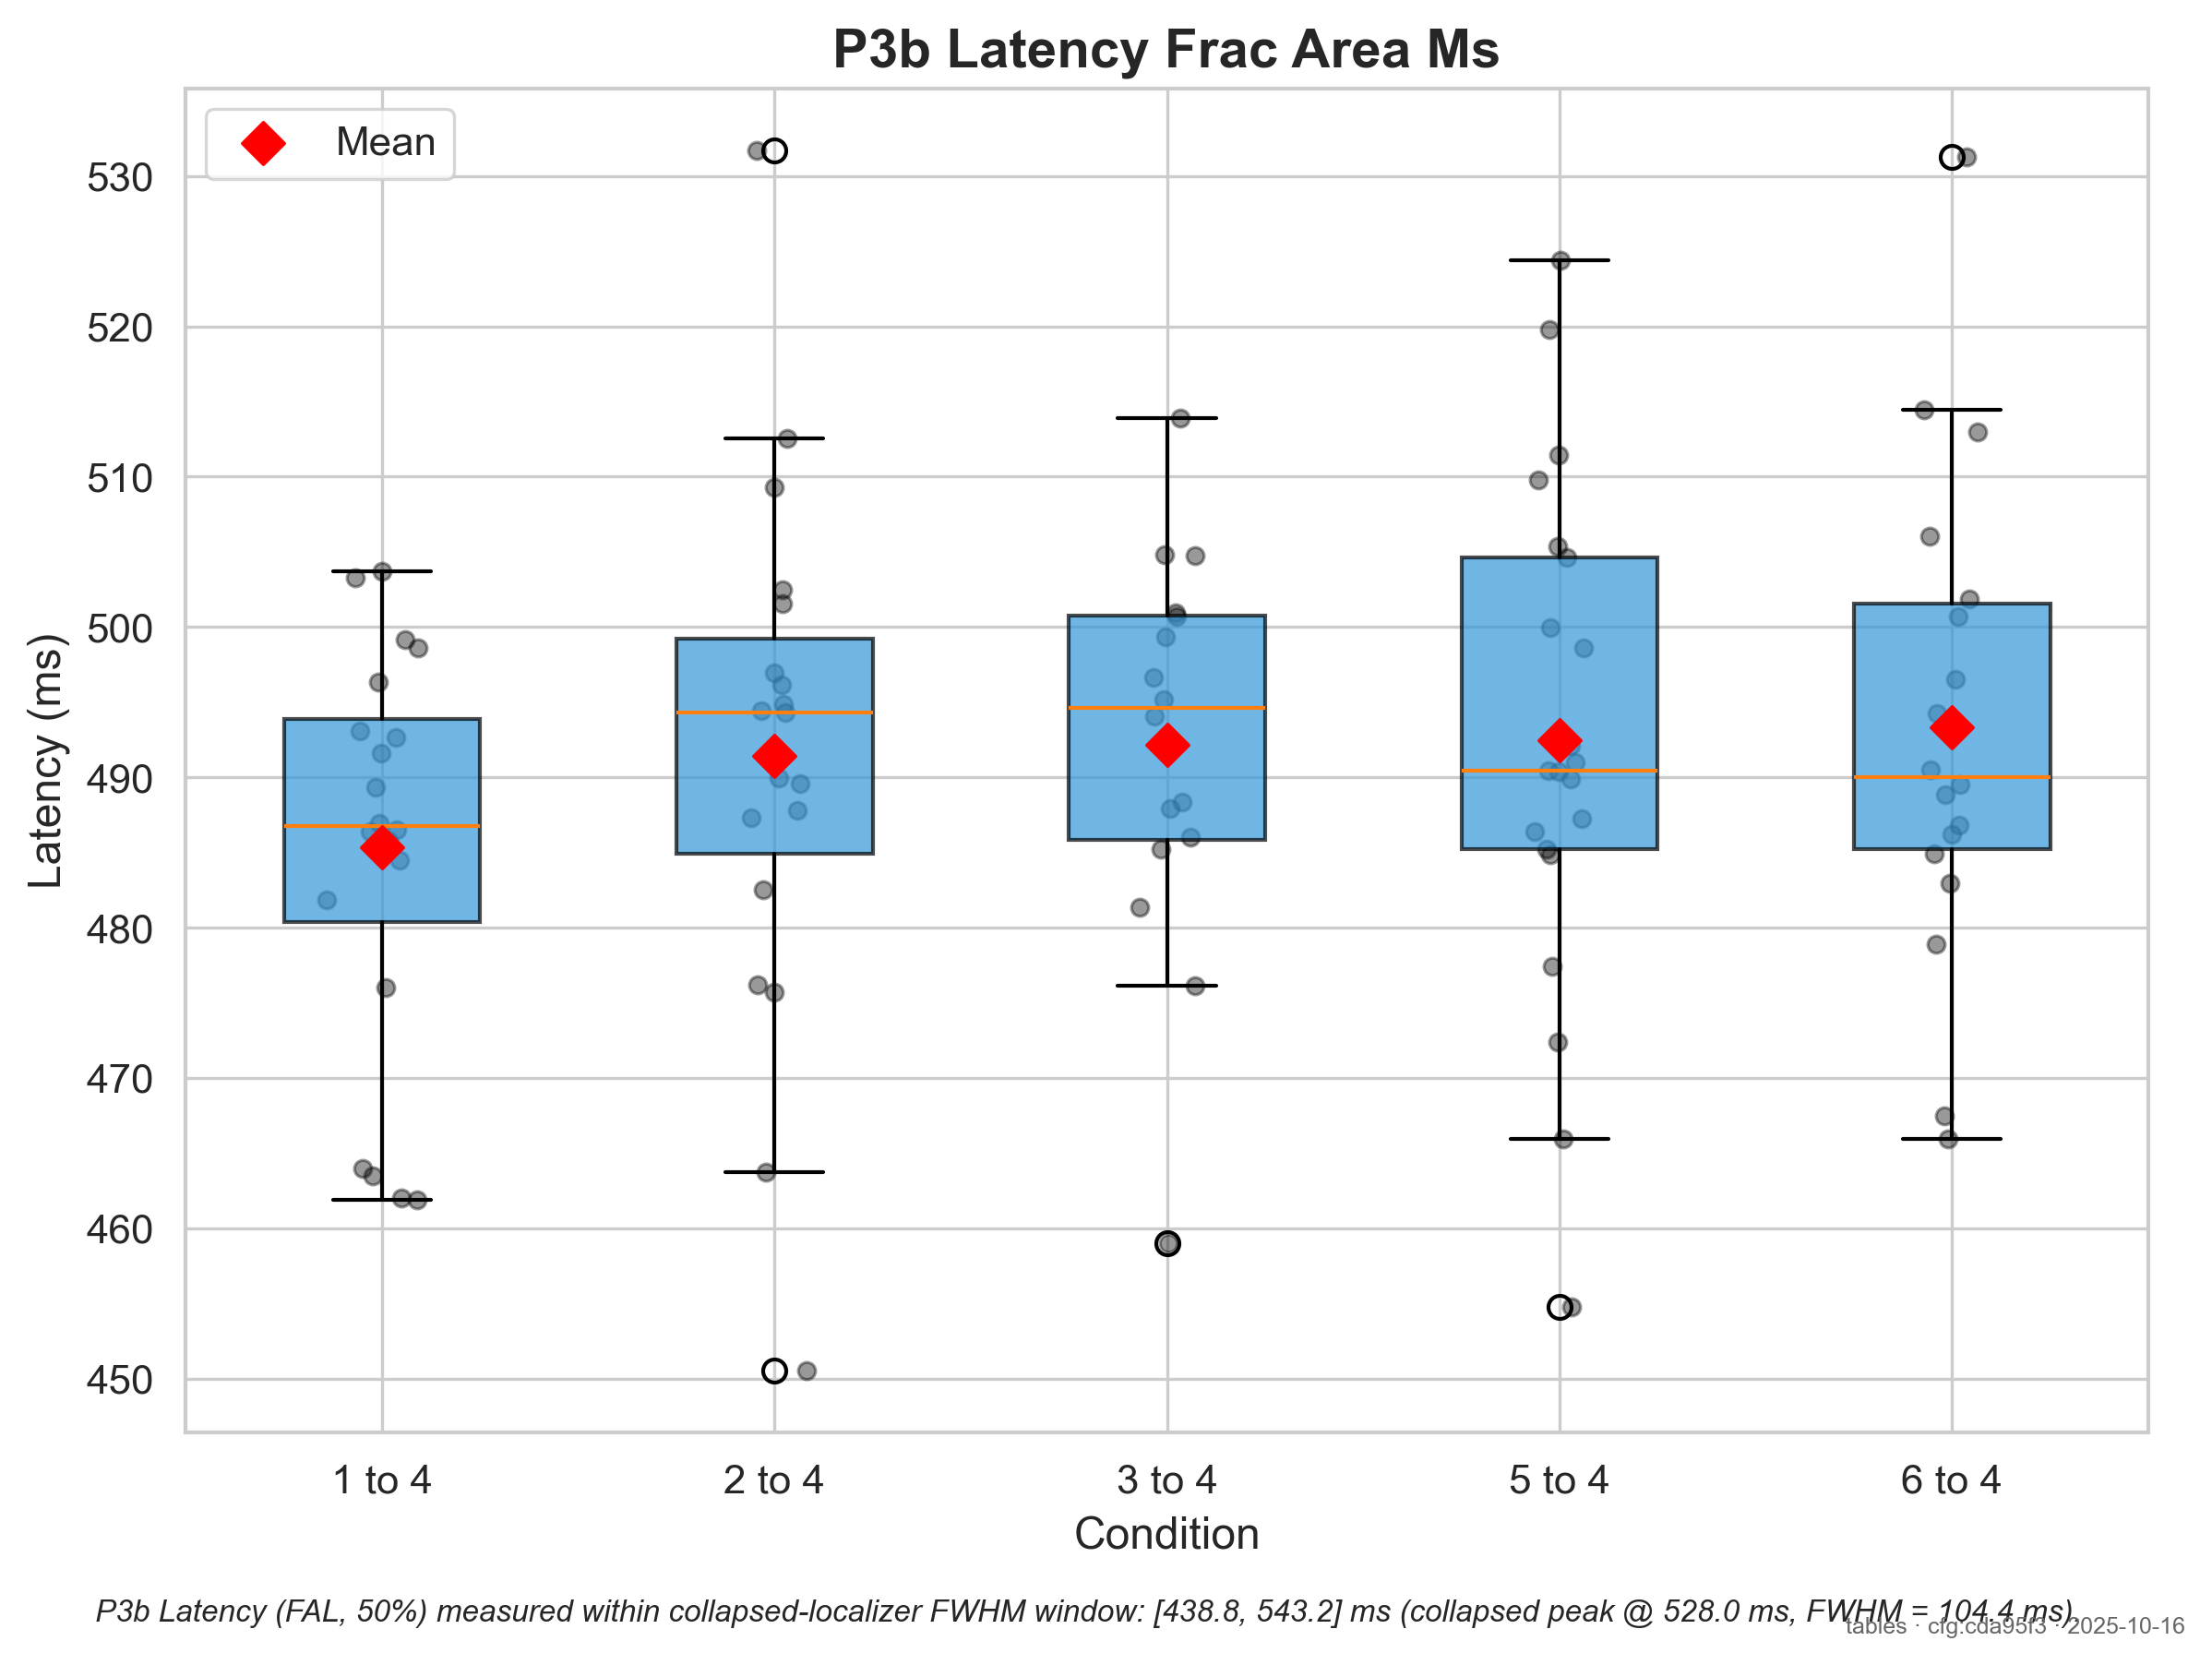 P3b Latency Frac Area Ms
Mean
530
520
510
500
490
480
470
460
450
Latency (ms)
1 to 4
2 to 4
3 to 4
5 to 4
6 to 4
Condition
P3b Latency (FAL, 50%) measured within collapsed-localizer FWHM window: [438.8, 543.2] ms (collapsed peak @ 528.0 ms, FWHM = 104.4 ms).
tables · cfg:cda95f3 · 2025-10-16